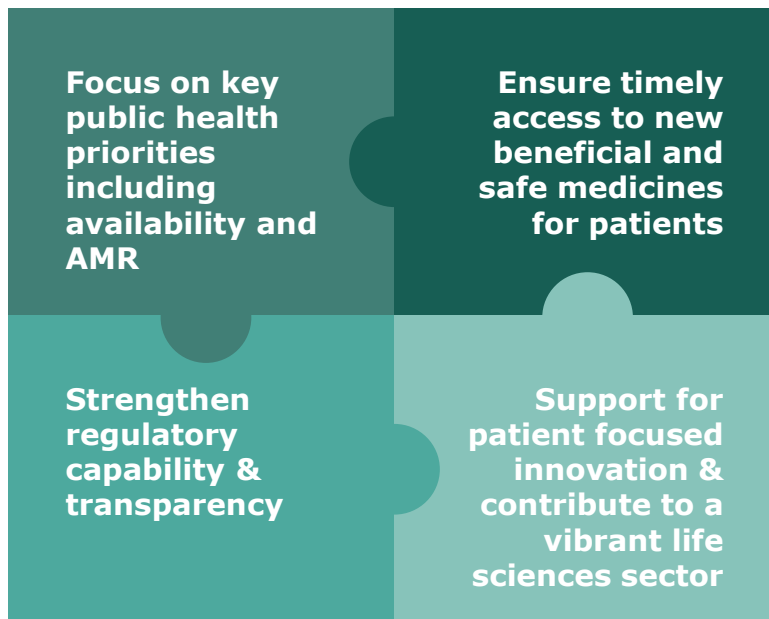 Focus on key
public health
priorities
including
availability and
AMR
Ensure timely
access to new
beneficial and
safe medicines
for patients
Strengthen
regulatory
capability &
transparency
Support for
patient focused
innovation &
contribute to a
vibrant life
sciences sector